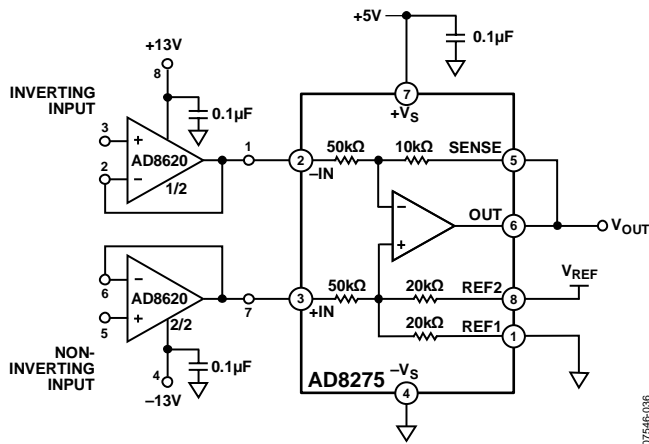 +5V
0.1µF
+13V
8
INVERTING
INPUT
0.1µF
7
+VS
3
+
AD8620
2
–
1/2
1
2
–IN
50kΩ
10kΩ
SENSE
5
–
+
OUT
6
VOUT
6
–
AD8620
5
+
2/2
7
3
+IN
50kΩ
20kΩ
REF2
8
VREF
20kΩ
REF1
1
NON-
INVERTING
INPUT
4
0.1µF
–13V
AD8275
–VS
4
07546-036